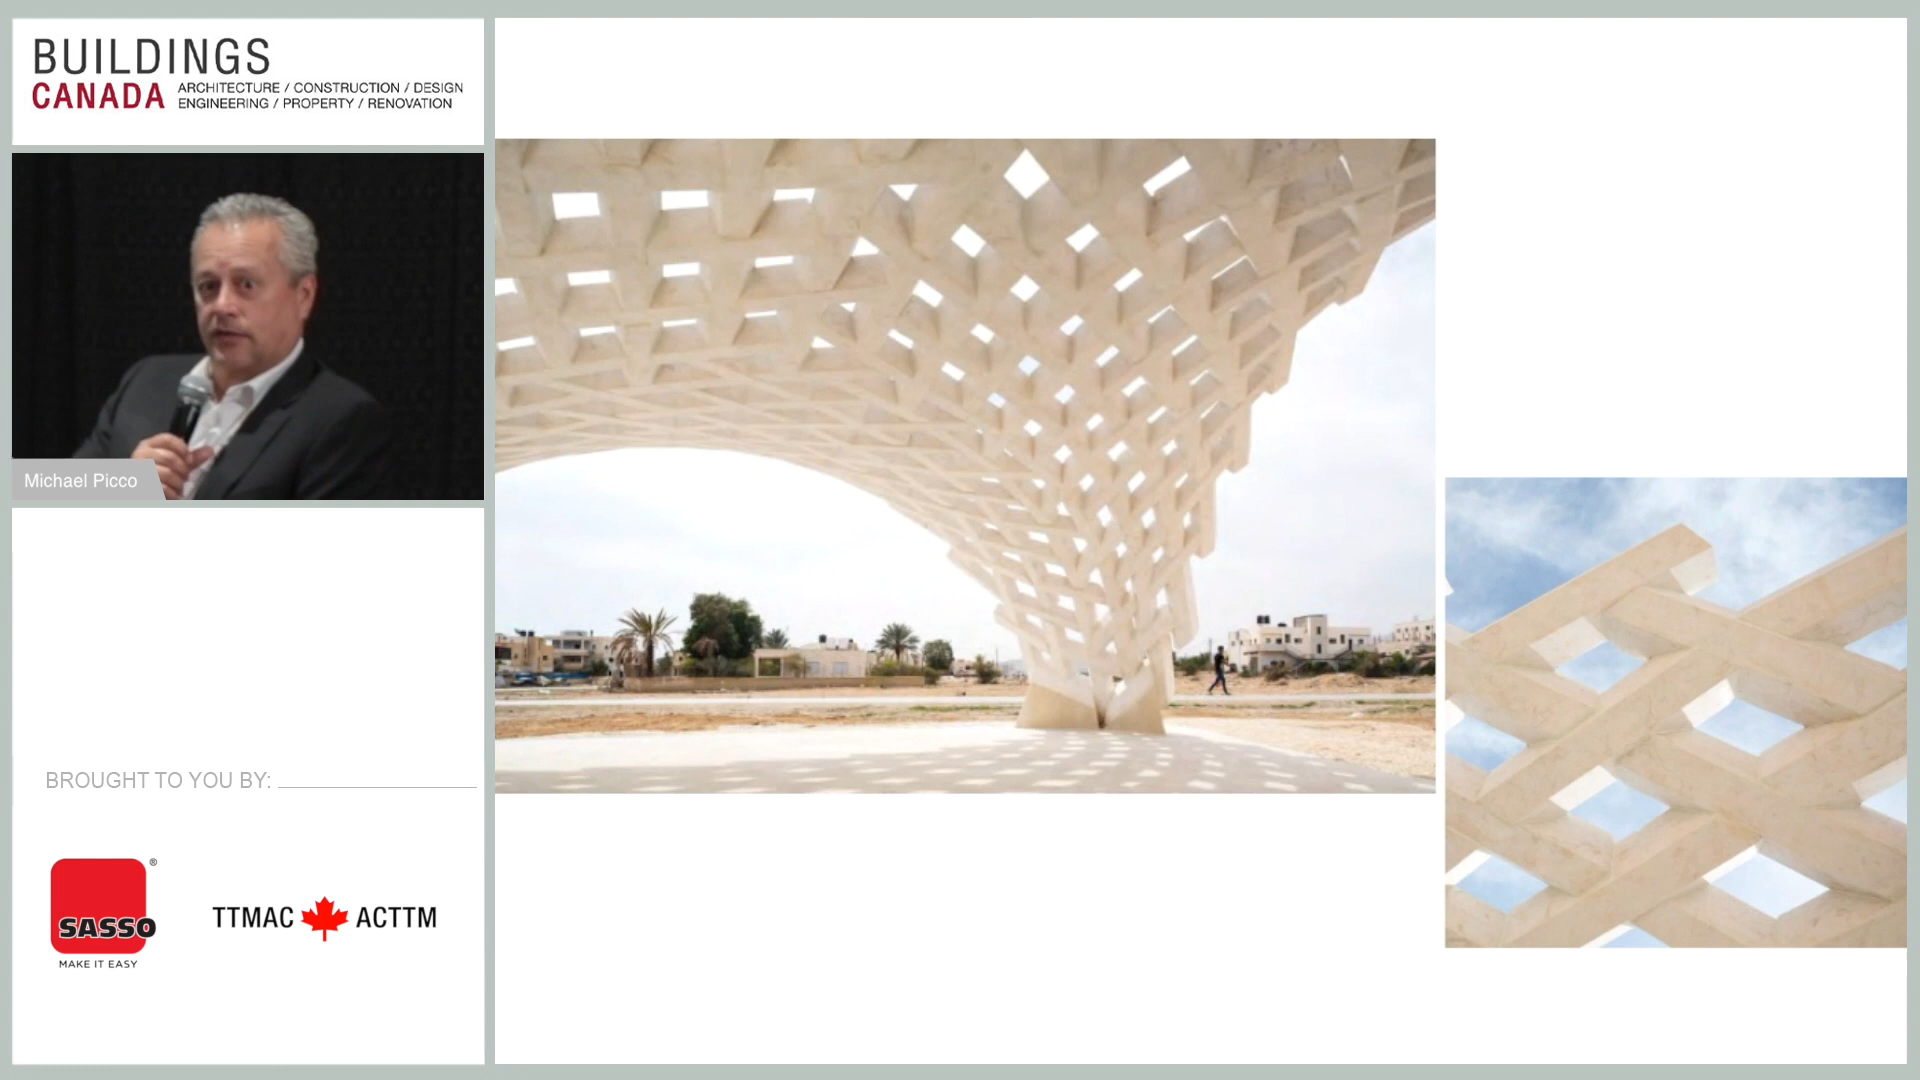 BUILDINGS
CANADA
ARCHITECTURE / CONSTRUCTION / DESIGN
ENGINEERING / PROPERTY / RENOVATION
Michael Picco
BROUGHT TO YOU BY:
SASSO®
MAKE IT EASY
TTMAC ACTTM